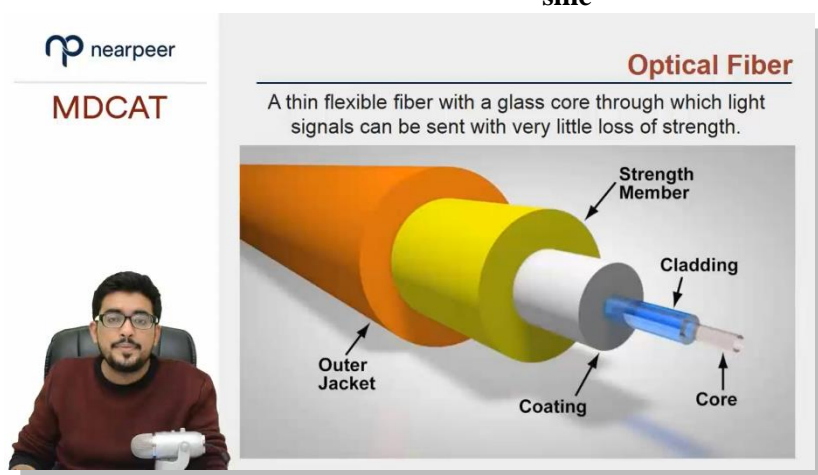 nearpeer
MDCAT
Optical Fiber
A thin flexible fiber with a glass core through which light
signals can be sent with very little loss of strength.
Strength
Member
Cladding
Outer
Jacket
Coating
Core